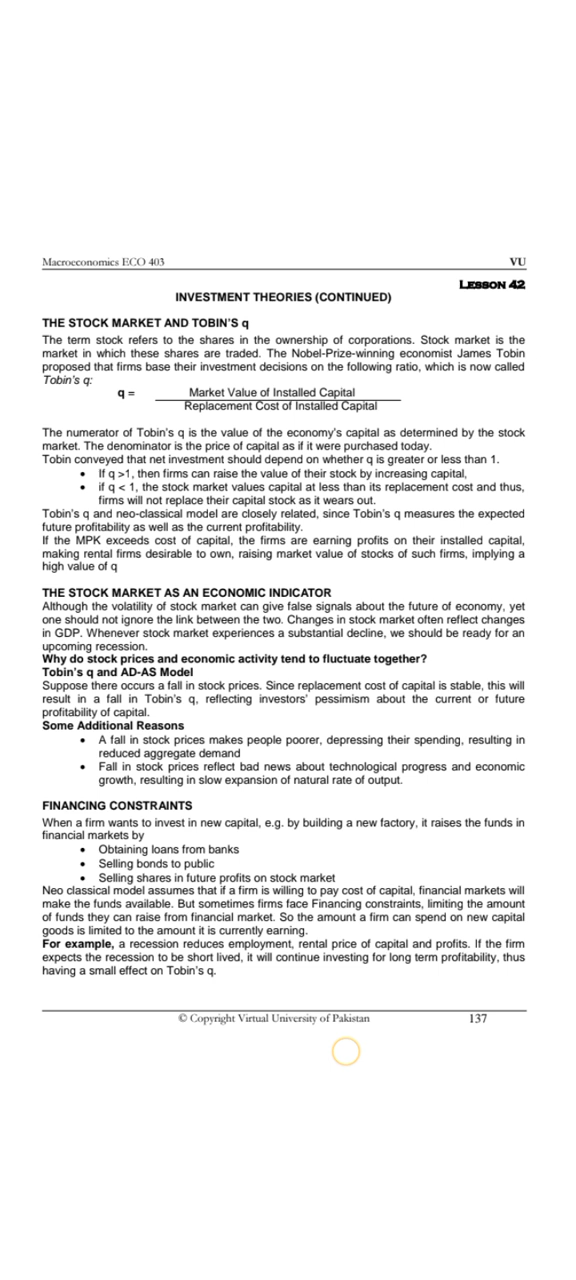 Macroeconomics ECO 403 VU
LESSON 42
INVESTMENT THEORIES (CONTINUED)
THE STOCK MARKET AND TOBIN'S q
The term stock refers to the shares in the ownership of corporations. Stock market is the
market in which these shares are traded. The Nobel-Prize-winning economist James Tobin
proposed that firms base their investment decisions on the following ratio, which is now called
Tobin's q:
q = Market Value of Installed Capital
Replacement Cost of Installed Capital
The numerator of Tobin's q is the value of the economy's capital as determined by the stock
market. The denominator is the price of capital as if it were purchased today.
Tobin conveyed that net investment should depend on whether q is greater or less than 1.
• If q >1, then firms can raise the value of their stock by increasing capital,
• if q < 1, the stock market values capital at less than its replacement cost and thus,
firms will not replace their capital stock as it wears out.
Tobin's q and neo-classical model are closely related, since Tobin's q measures the expected
future profitability as well as the current profitability.
If the MPK exceeds cost of capital, the firms are earning profits on their installed capital,
making rental firms desirable to own, raising market value of stocks of such firms, implying a
high value of q
THE STOCK MARKET AS AN ECONOMIC INDICATOR
Although the volatility of stock market can give false signals about the future of economy, yet
one should not ignore the link between the two. Changes in stock market often reflect changes
in GDP. Whenever stock market experiences a substantial decline, we should be ready for an
upcoming recession.
Why do stock prices and economic activity tend to fluctuate together?
Tobin's q and AD-AS Model
Suppose there occurs a fall in stock prices. Since replacement cost of capital is stable, this will
result in a fall in Tobin's q, reflecting investors' pessimism about the current or future
profitability of capital.
Some Additional Reasons
• A fall in stock prices makes people poorer, depressing their spending, resulting in
reduced aggregate demand
• Fall in stock prices reflect bad news about technological progress and economic
growth, resulting in slow expansion of natural rate of output.
FINANCING CONSTRAINTS
When a firm wants to invest in new capital, e.g. by building a new factory, it raises the funds in
financial markets by
• Obtaining loans from banks
• Selling bonds to public
• Selling shares in future profits on stock market
Neo classical model assumes that if a firm is willing to pay cost of capital, financial markets will
make the funds available. But sometimes firms face Financing constraints, limiting the amount
of funds they can raise from financial market. So the amount a firm can spend on new capital
goods is limited to the amount it is currently earning.
For example, a recession reduces employment, rental price of capital and profits. If the firm
expects the recession to be short lived, it will continue investing for long term profitability, thus
having a small effect on Tobin's q.
© Copyright Virtual University of Pakistan 137